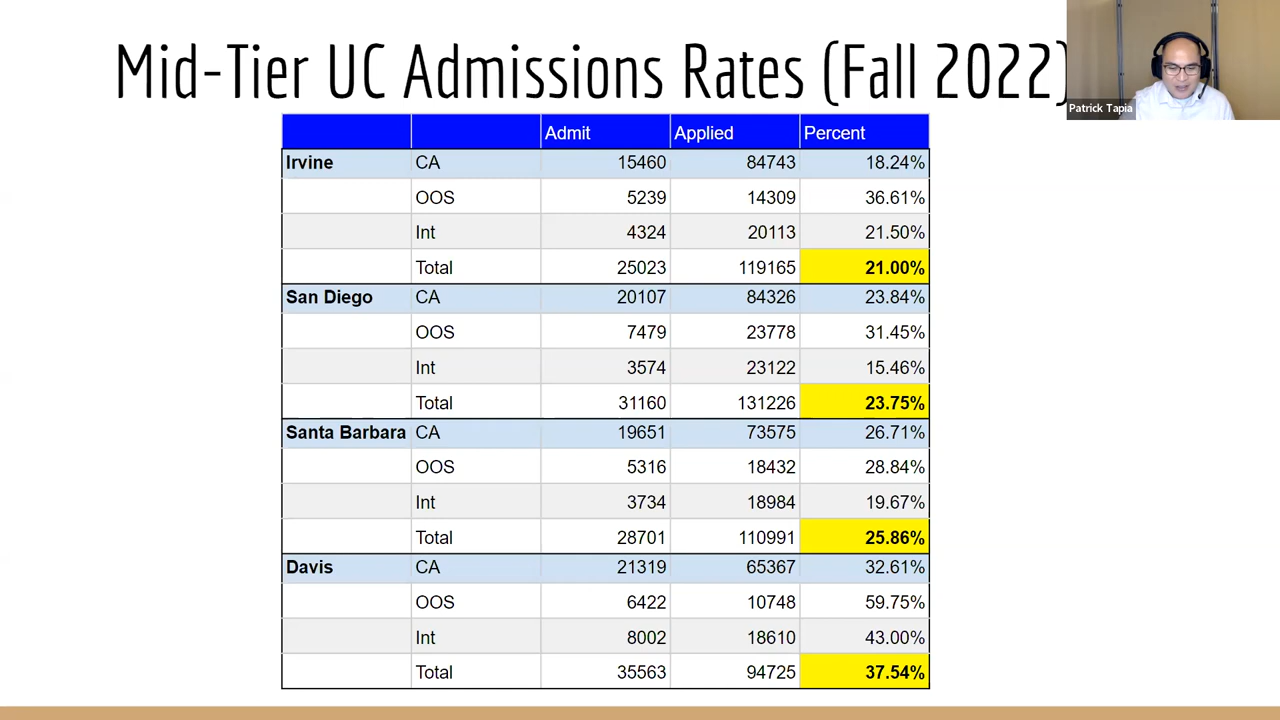 Mid-Tier UC Admissions Rates (Fall 2022)
Patrick Tapia
Admit Applied Percent
Irvine CA 15460 84743 18.24%
OOS 5239 14309 36.61%
Int 4324 20113 21.50%
Total 25023 119165 21.00%
San Diego CA 20107 84326 23.84%
OOS 7479 23778 31.45%
Int 3574 23122 15.46%
Total 31160 131226 23.75%
Santa Barbara CA 19651 73575 26.71%
OOS 5316 18432 28.84%
Int 3734 18984 19.67%
Total 28701 110991 25.86%
Davis CA 21319 65367 32.61%
OOS 6422 10748 59.75%
Int 8002 18610 43.00%
Total 35563 94725 37.54%